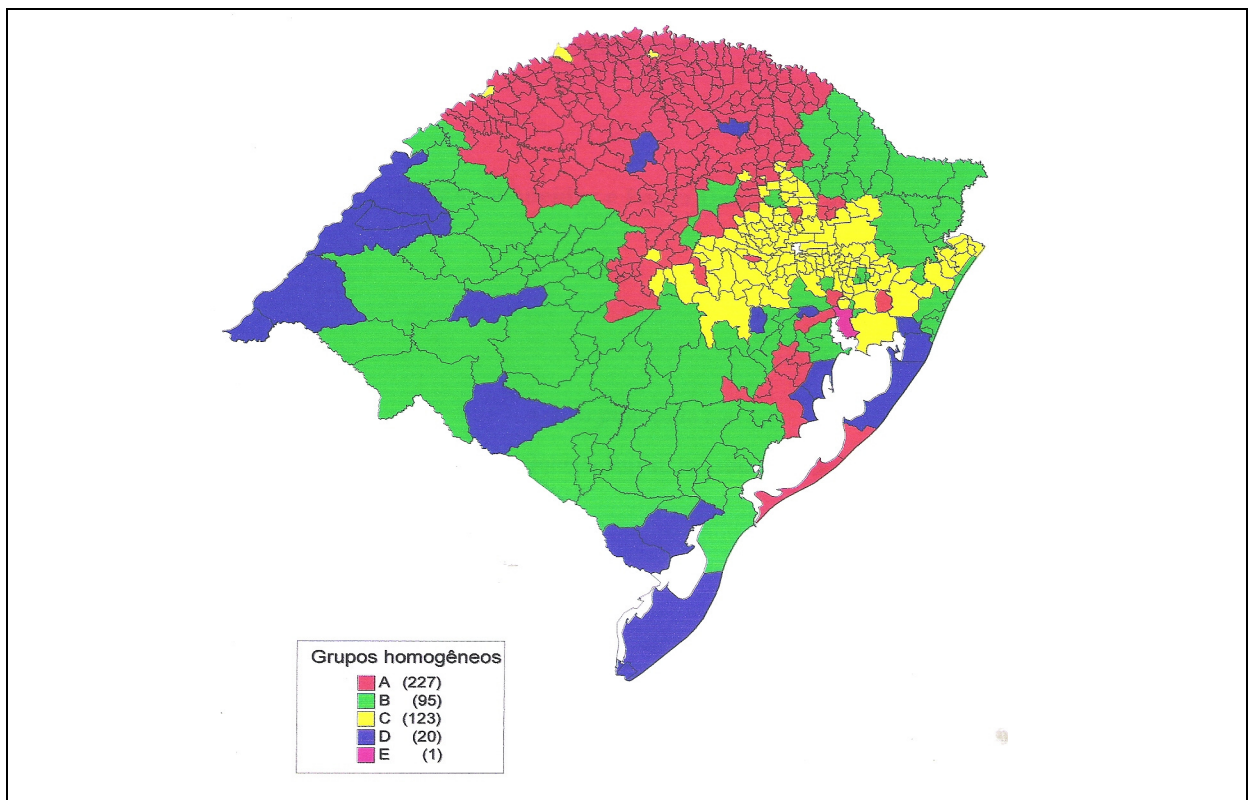 Grupos homogêneos
A (227)
B (95)
C (123)
D (20)
E (1)